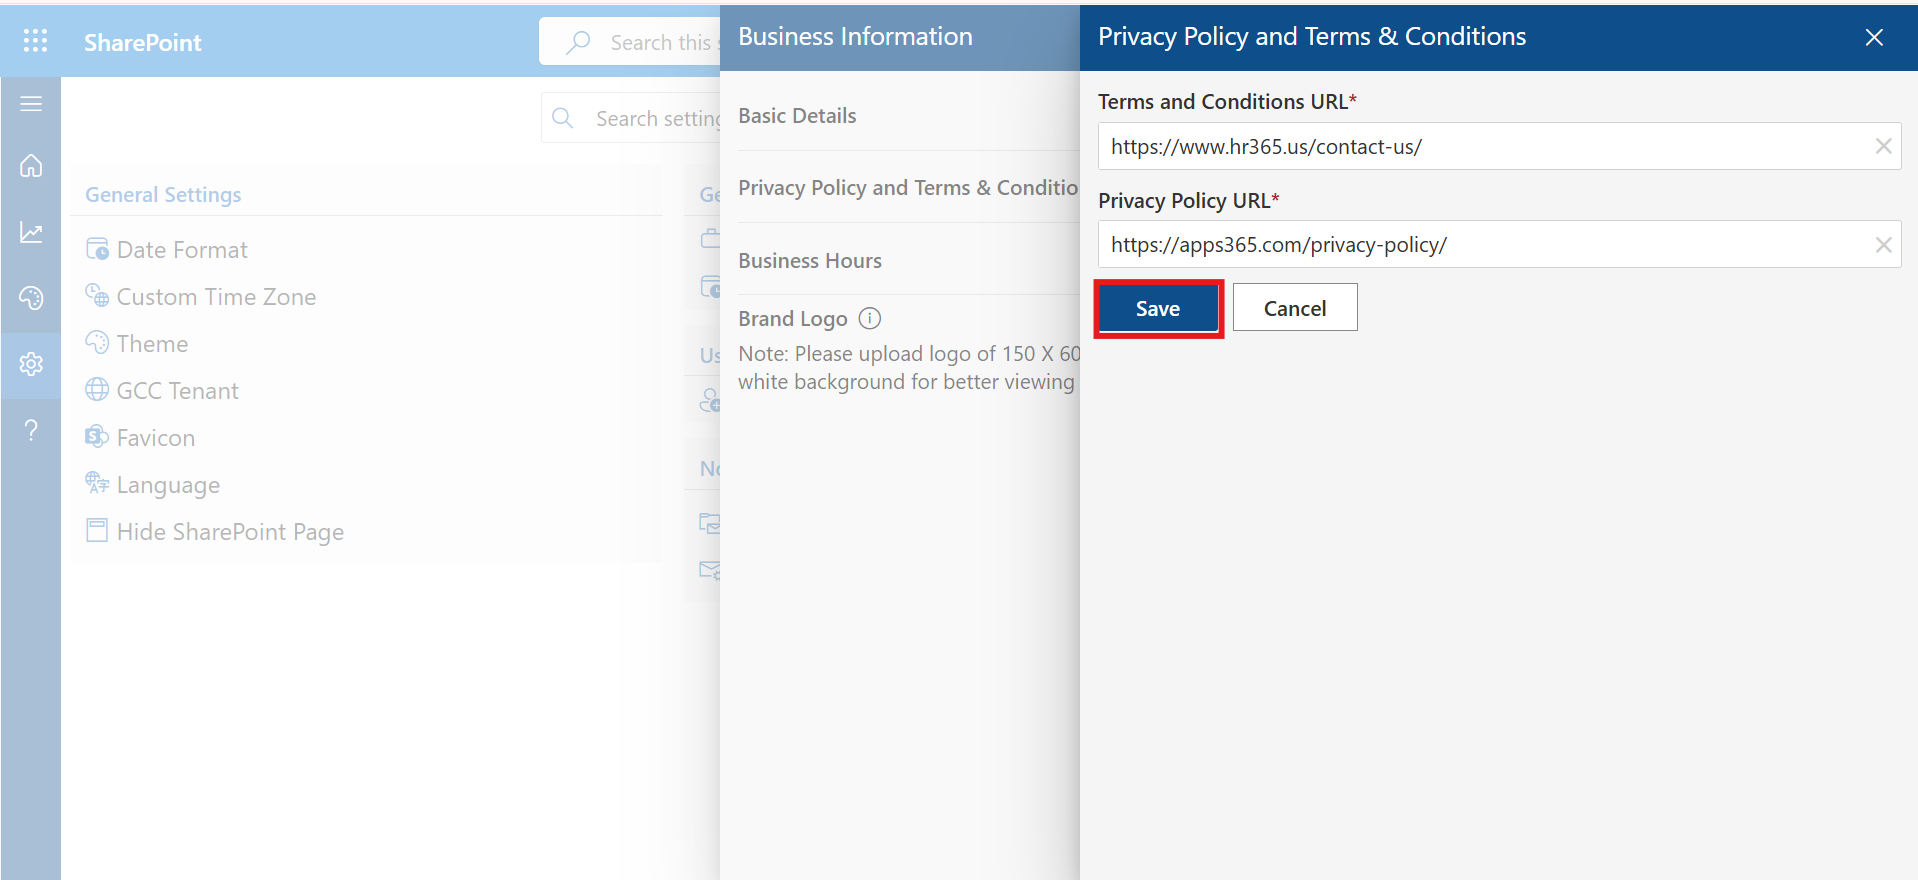 SharePoint
Search this
Business Information
Privacy Policy and Terms & Conditions
Search setting
Basic Details
Privacy Policy and Terms & Conditio
Business Hours
Brand Logo
Note: Please upload logo of 150 X 60
white background for better viewing
Terms and Conditions URL*
https://www.hr365.us/contact-us/
Privacy Policy URL*
https://apps365.com/privacy-policy/
Save
Cancel
General Settings
Date Format
Custom Time Zone
Theme
GCC Tenant
Favicon
Language
Hide SharePoint Page
Ge
Us
No